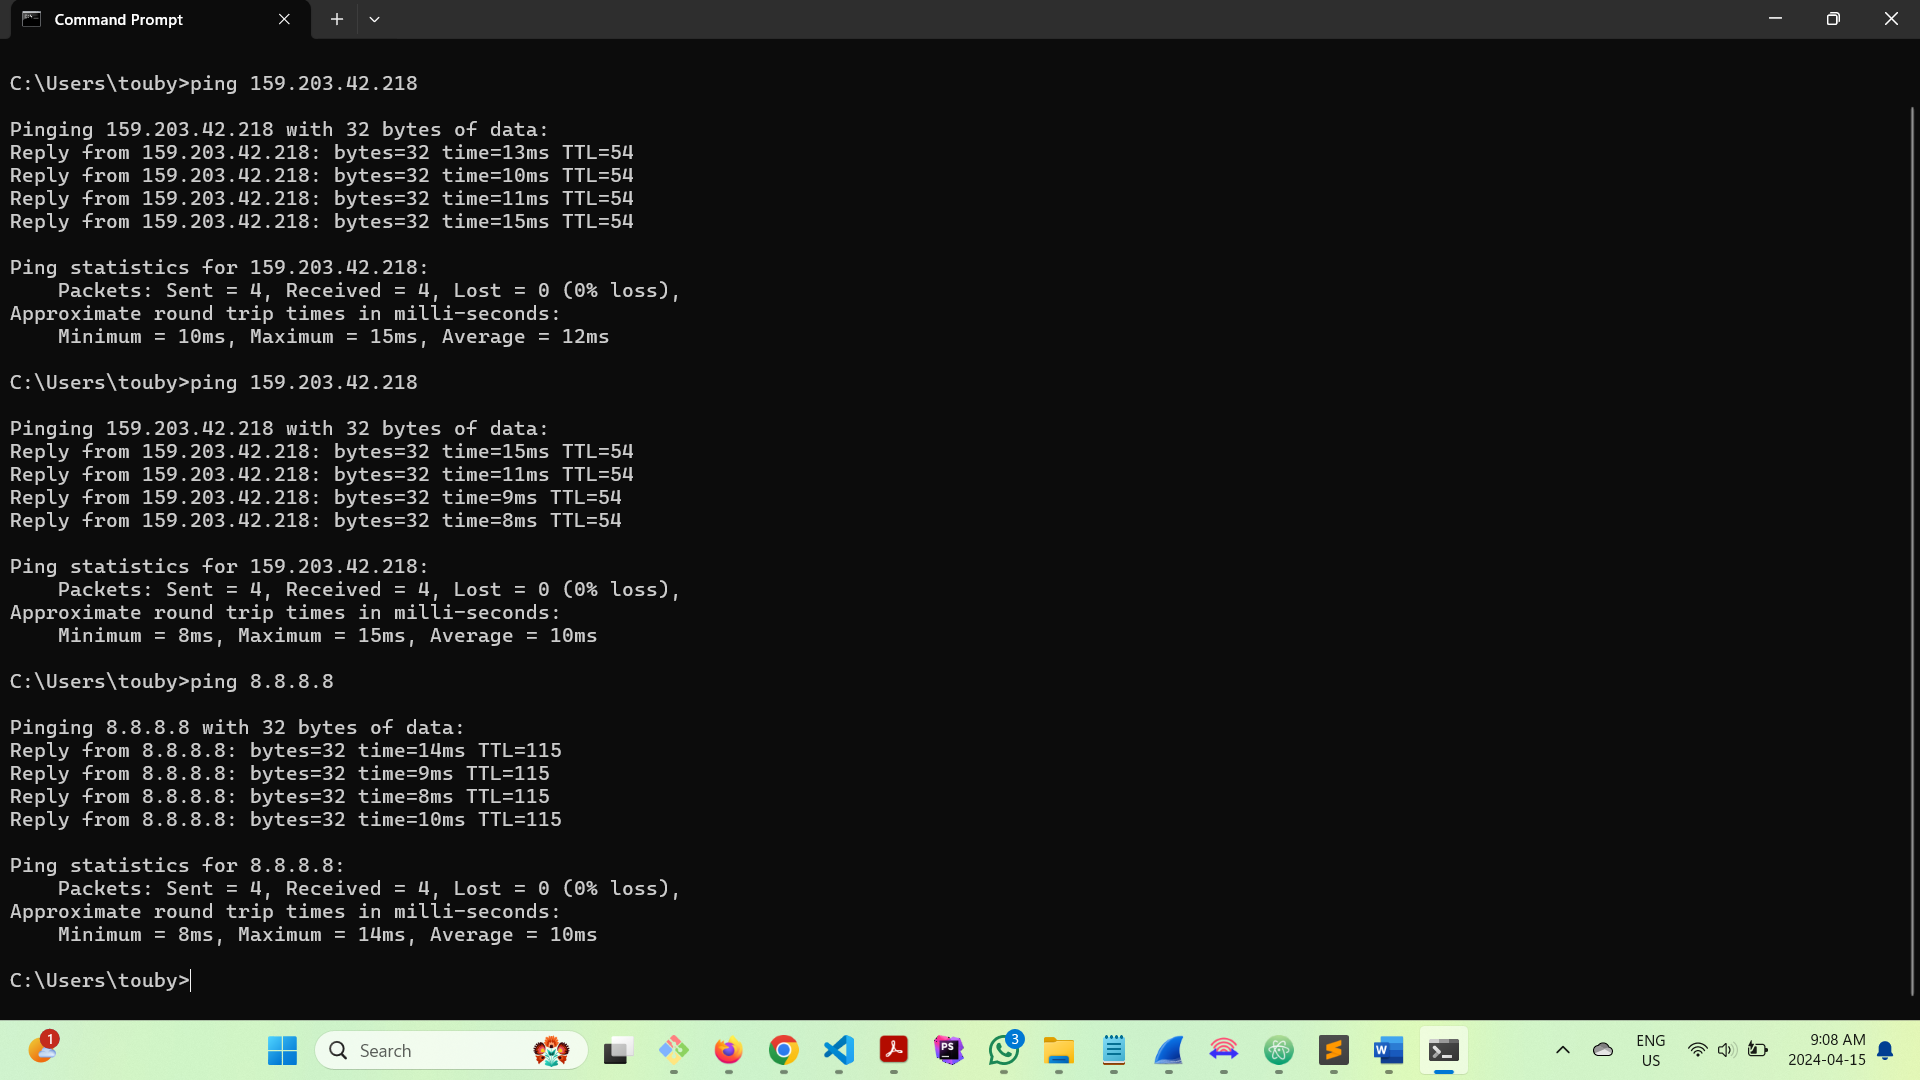 Command Prompt
C:\Users\touby>ping 159.203.42.218
Pinging 159.203.42.218 with 32 bytes of data:
Reply from 159.203.42.218: bytes=32 time=13ms TTL=54
Reply from 159.203.42.218: bytes=32 time=10ms TTL=54
Reply from 159.203.42.218: bytes=32 time=11ms TTL=54
Reply from 159.203.42.218: bytes=32 time=15ms TTL=54
Ping statistics for 159.203.42.218:
    Packets: Sent = 4, Received = 4, Lost = 0 (0% loss),
Approximate round trip times in milli-seconds:
    Minimum = 10ms, Maximum = 15ms, Average = 12ms
C:\Users\touby>ping 159.203.42.218
Pinging 159.203.42.218 with 32 bytes of data:
Reply from 159.203.42.218: bytes=32 time=15ms TTL=54
Reply from 159.203.42.218: bytes=32 time=11ms TTL=54
Reply from 159.203.42.218: bytes=32 time=9ms TTL=54
Reply from 159.203.42.218: bytes=32 time=8ms TTL=54
Ping statistics for 159.203.42.218:
    Packets: Sent = 4, Received = 4, Lost = 0 (0% loss),
Approximate round trip times in milli-seconds:
    Minimum = 8ms, Maximum = 15ms, Average = 10ms
C:\Users\touby>ping 8.8.8.8
Pinging 8.8.8.8 with 32 bytes of data:
Reply from 8.8.8.8: bytes=32 time=14ms TTL=115
Reply from 8.8.8.8: bytes=32 time=9ms TTL=115
Reply from 8.8.8.8: bytes=32 time=8ms TTL=115
Reply from 8.8.8.8: bytes=32 time=10ms TTL=115
Ping statistics for 8.8.8.8:
    Packets: Sent = 4, Received = 4, Lost = 0 (0% loss),
Approximate round trip times in milli-seconds:
    Minimum = 8ms, Maximum = 14ms, Average = 10ms
C:\Users\touby>
1
Search
PS
3
W
ENG
US
9:08 AM
2024-04-15